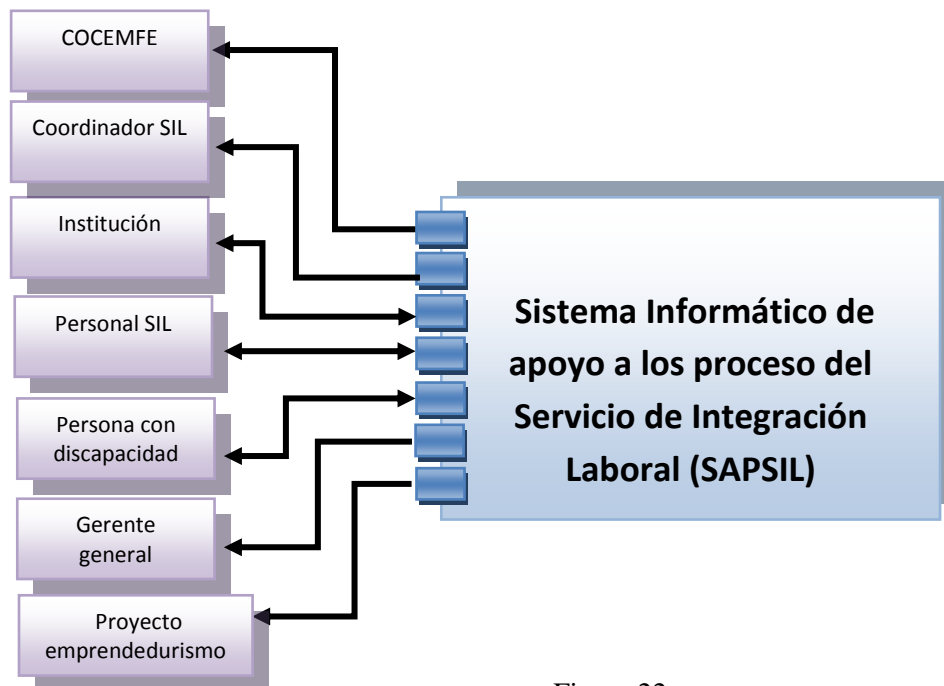 COCEMFE
Coordinador SIL
Institución
Personal SIL
Persona con
discapacidad
Gerente
general
Proyecto
emprendedurismo
Sistema Informático de
apoyo a los proceso del
Servicio de Integración
Laboral (SAPSIL)